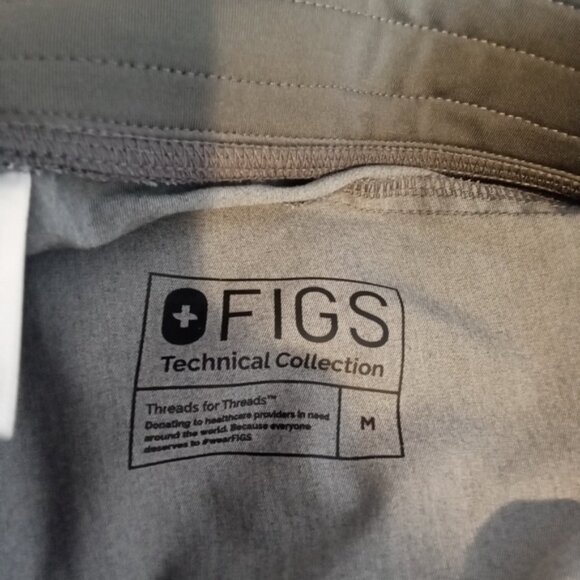 FIGS
Technical Collection
Threads for Threads™
Donating to healthcare providers in need
around the world. Because everyone
deserves to #wearFIGS
M